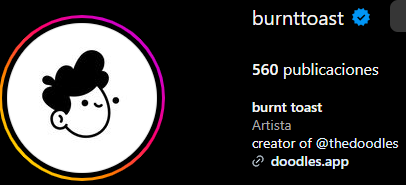 burnttoast
560 publicaciones
burnt toast
Artista
creator of @thedoodles
doodles.app